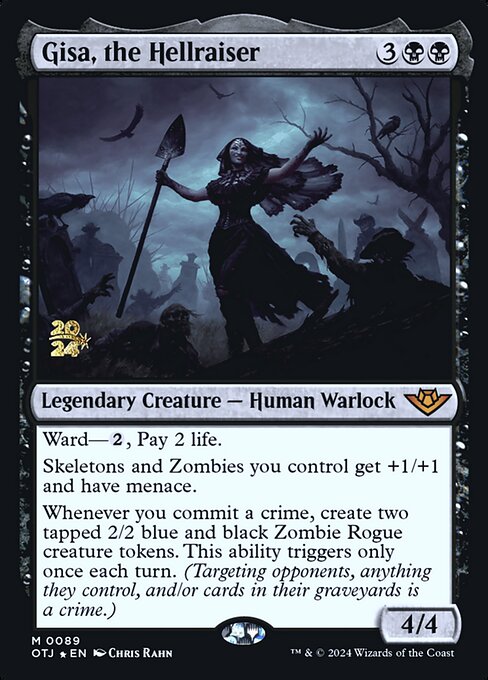 Gisa, the Hellraiser 3
20
24
Legendary Creature — Human Warlock
Ward—2, Pay 2 life.
Skeletons and Zombies you control get +1/+1
and have menace.
Whenever you commit a crime, create two
tapped 2/2 blue and black Zombie Rogue
creature tokens. This ability triggers only
once each turn. (Targeting opponents, anything
they control, and/or cards in their graveyards is
a crime.)
4/4
M 0089
OTJ ★ EN Chris Rahn
™ & © 2024 Wizards of the Coast